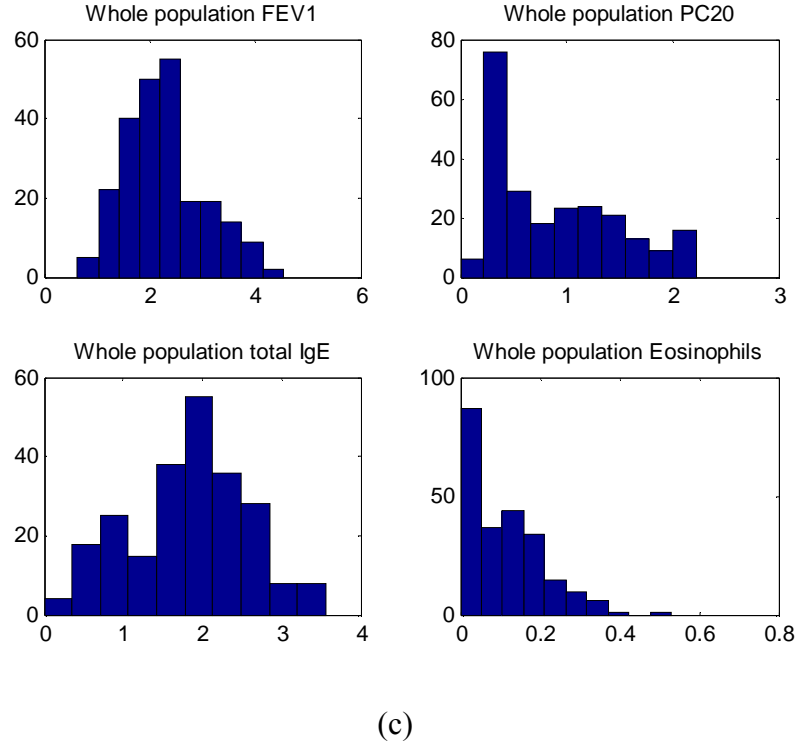 Whole population FEV1
60
40
20
0
0 2 4 6
Whole population PC20
80
60
40
20
0
0 1 2 3
Whole population total IgE
60
40
20
0
0 1 2 3 4
Whole population Eosinophils
100
50
0
0 0.2 0.4 0.6 0.8
(c)